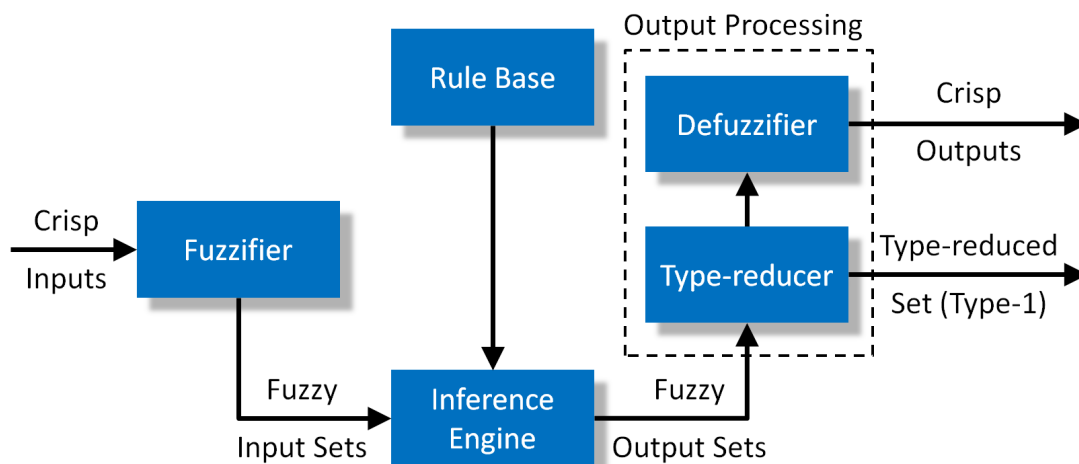 Output Processing
Rule Base
Defuzzifier
Crisp
Outputs
Crisp
Inputs
Fuzzifier
Type-reducer
Type-reduced
Set (Type-1)
Fuzzy
Input Sets
Inference
Engine
Fuzzy
Output Sets